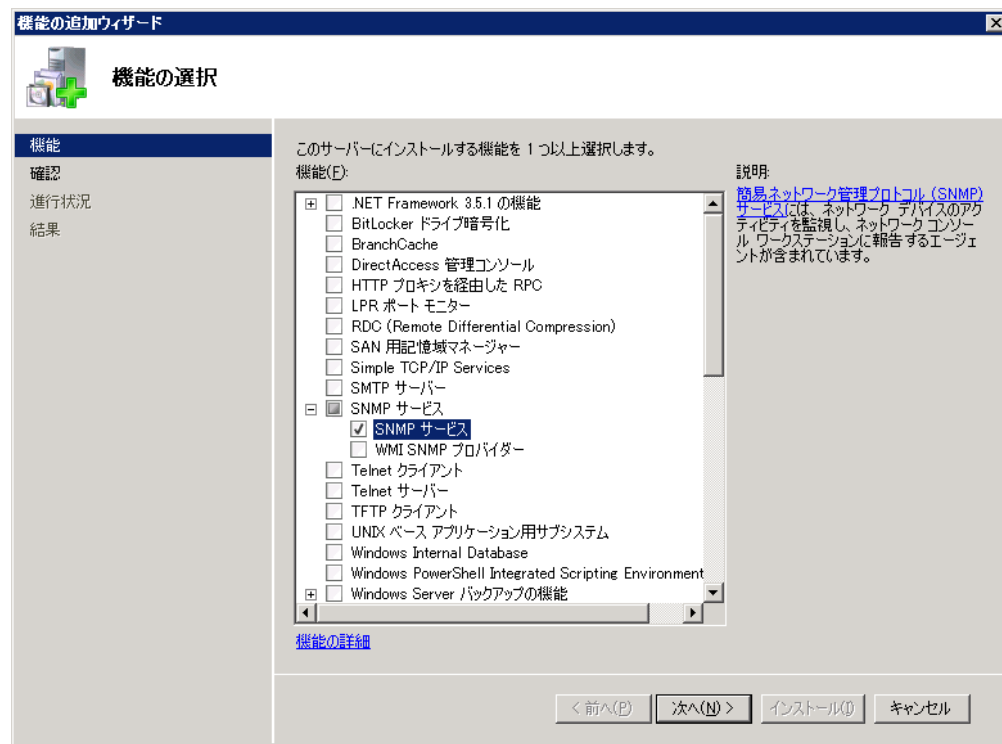 機能の追加ウィザード
機能の選択
機能
確認
進行状況
結果
このサーバーにインストールする機能を 1 つ以上選択します。
機能(F):
.NET Framework 3.5.1 の機能
BitLocker ドライブ暗号化
BranchCache
DirectAccess 管理コンソール
HTTP プロキシを経由した RPC
LPR ポート モニター
RDC (Remote Differential Compression)
SAN 用記憶域マネージャー
Simple TCP/IP Services
SMTP サーバー
SNMP サービス
SNMP サービス
WMI SNMP プロバイダー
Telnet クライアント
Telnet サーバー
TFTP クライアント
UNIX ベース アプリケーション用サブシステム
Windows Internal Database
Windows PowerShell Integrated Scripting Environment
Windows Server バックアップの機能
機能の詳細
説明:
簡易ネットワーク管理プロトコル (SNMP)
サービスには、ネットワーク デバイスのアク
ティビティを監視し、ネットワーク コンソー
ル ワークステーションに報告するエージェ
ントが含まれています。
< 前へ(P)
次へ(N) >
インストール(I)
キャンセル